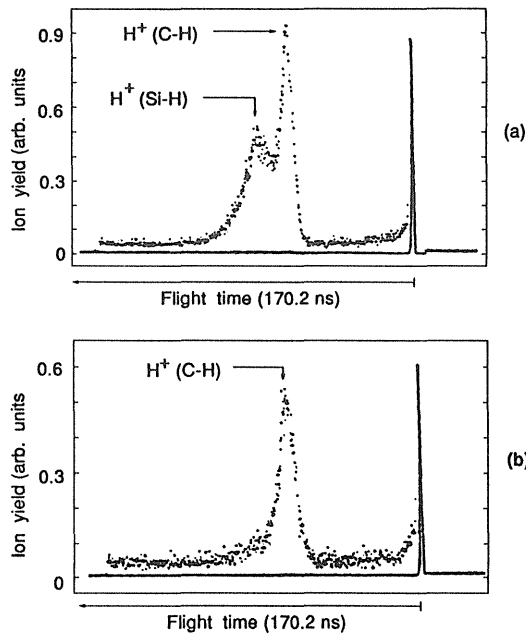 0.9
H+ (C-H)
0.6
H+ (Si-H)
(a)
0.3
0
Ion yield (arb. units)
Flight time (170.2 ns)
0.6
H+ (C-H)
0.3
(b)
0
Ion yield (arb. units
Flight time (170.2 ns)